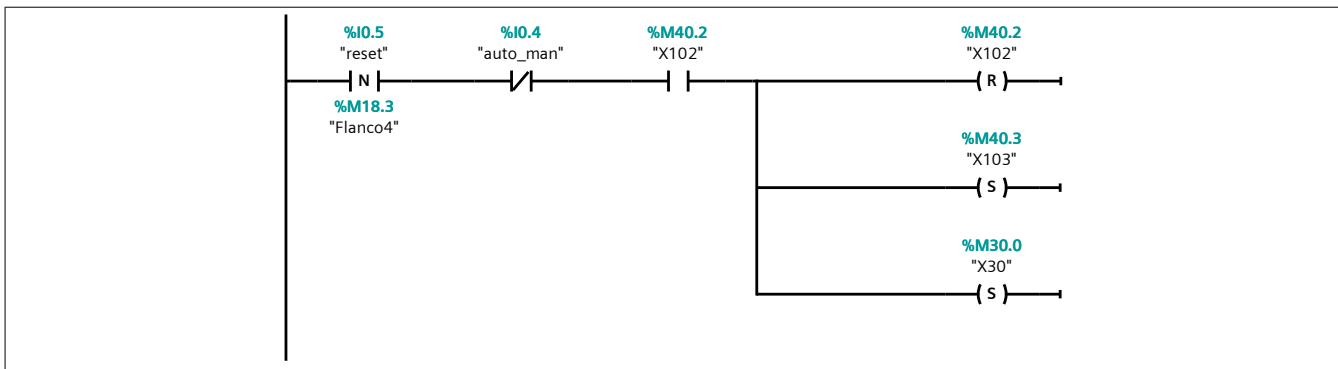 %I0.5 %I0.4 %M40.2 %M40.2
"reset" "auto_man" "X102" "X102"
N R
%M18.3
"Flanco4"
%M40.3
"X103"
S
%M30.0
"X30"
S